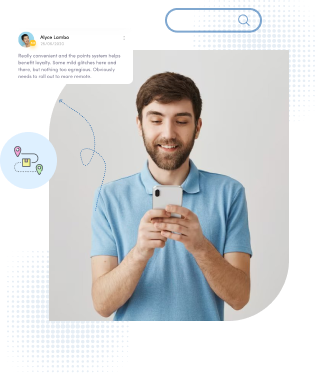 Alyce Lambo
Really convenient and the points system helps
benefit loyalty. Some mild glitches here and
there, but nothing too egregious. Obviously
needs to roll out to more remote.